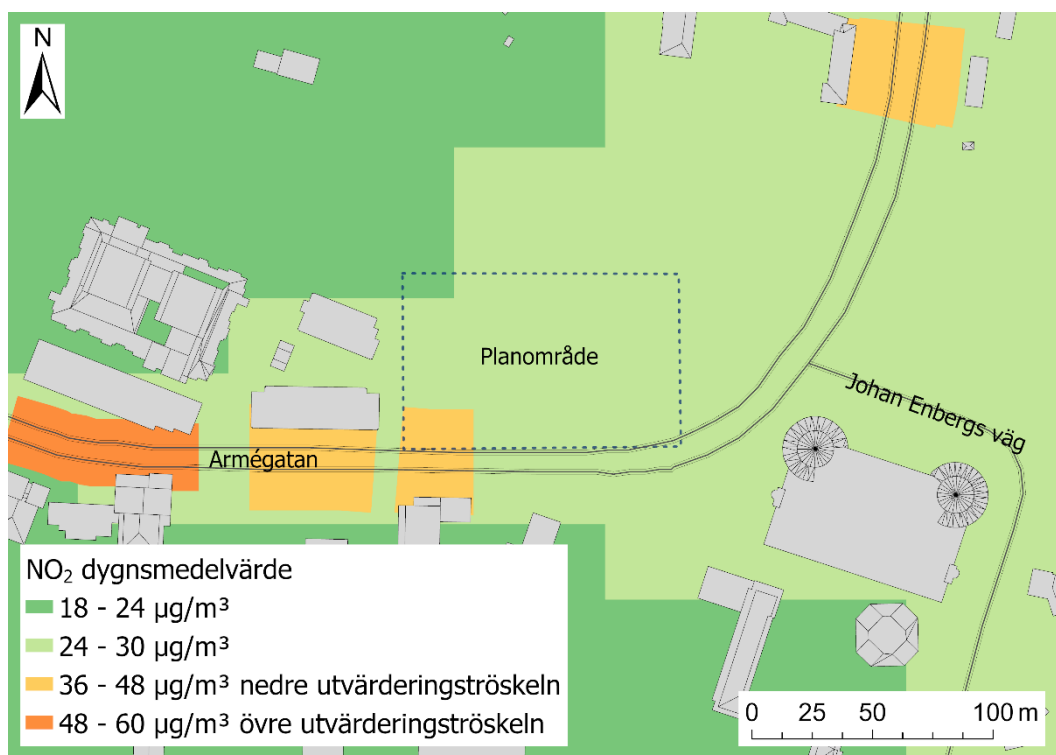 N
Planområde
Johan Enbergs väg
Armégatan
NO₂ dygnsmedelvärde
18 - 24 µg/m³
24 - 30 µg/m³
36 - 48 µg/m³ nedre utvärderingströskeln
48 - 60 µg/m³ övre utvärderingströskeln
0 25 50 100 m